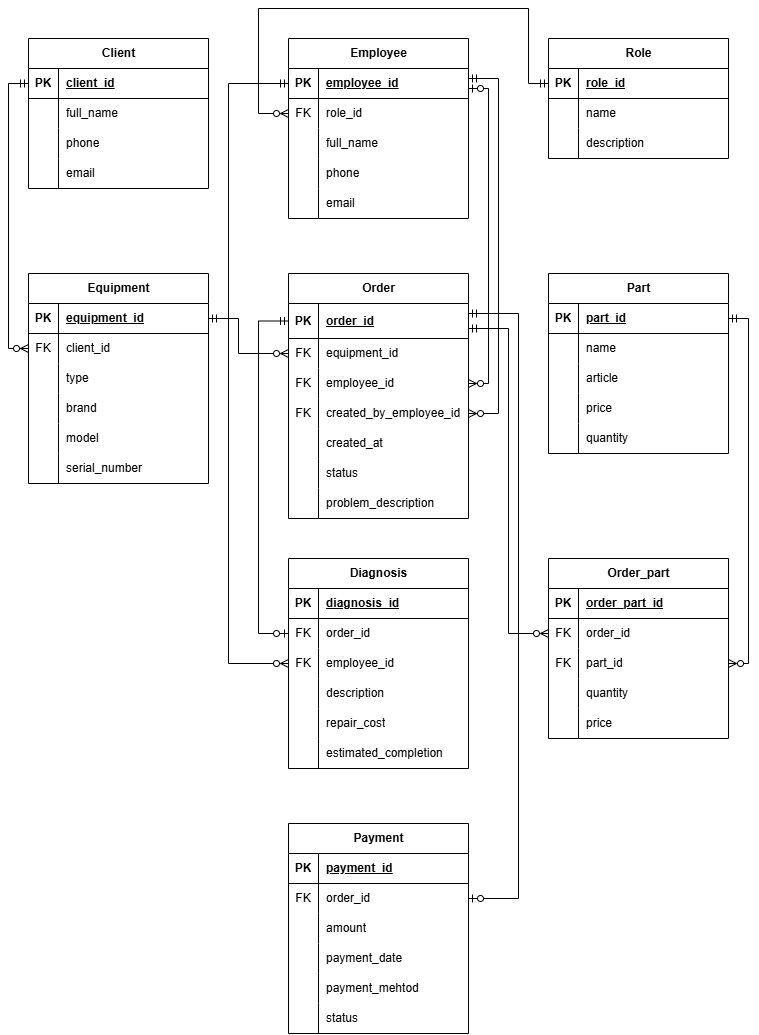 Client
PK client_id
full_name
phone
email
Employee
PK employee_id
FK role_id
full_name
phone
email
Role
PK role_id
name
description
Equipment
PK equipment_id
FK client_id
type
brand
model
serial_number
Order
PK order_id
FK equipment_id
FK employee_id
FK created_by_employee_id
created_at
status
problem_description
Part
PK part_id
name
article
price
quantity
Diagnosis
PK diagnosis_id
FK order_id
FK employee_id
description
repair_cost
estimated_completion
Order_part
PK order_part_id
FK order_id
FK part_id
quantity
price
Payment
PK payment_id
FK order_id
amount
payment_date
payment_mehtod
status